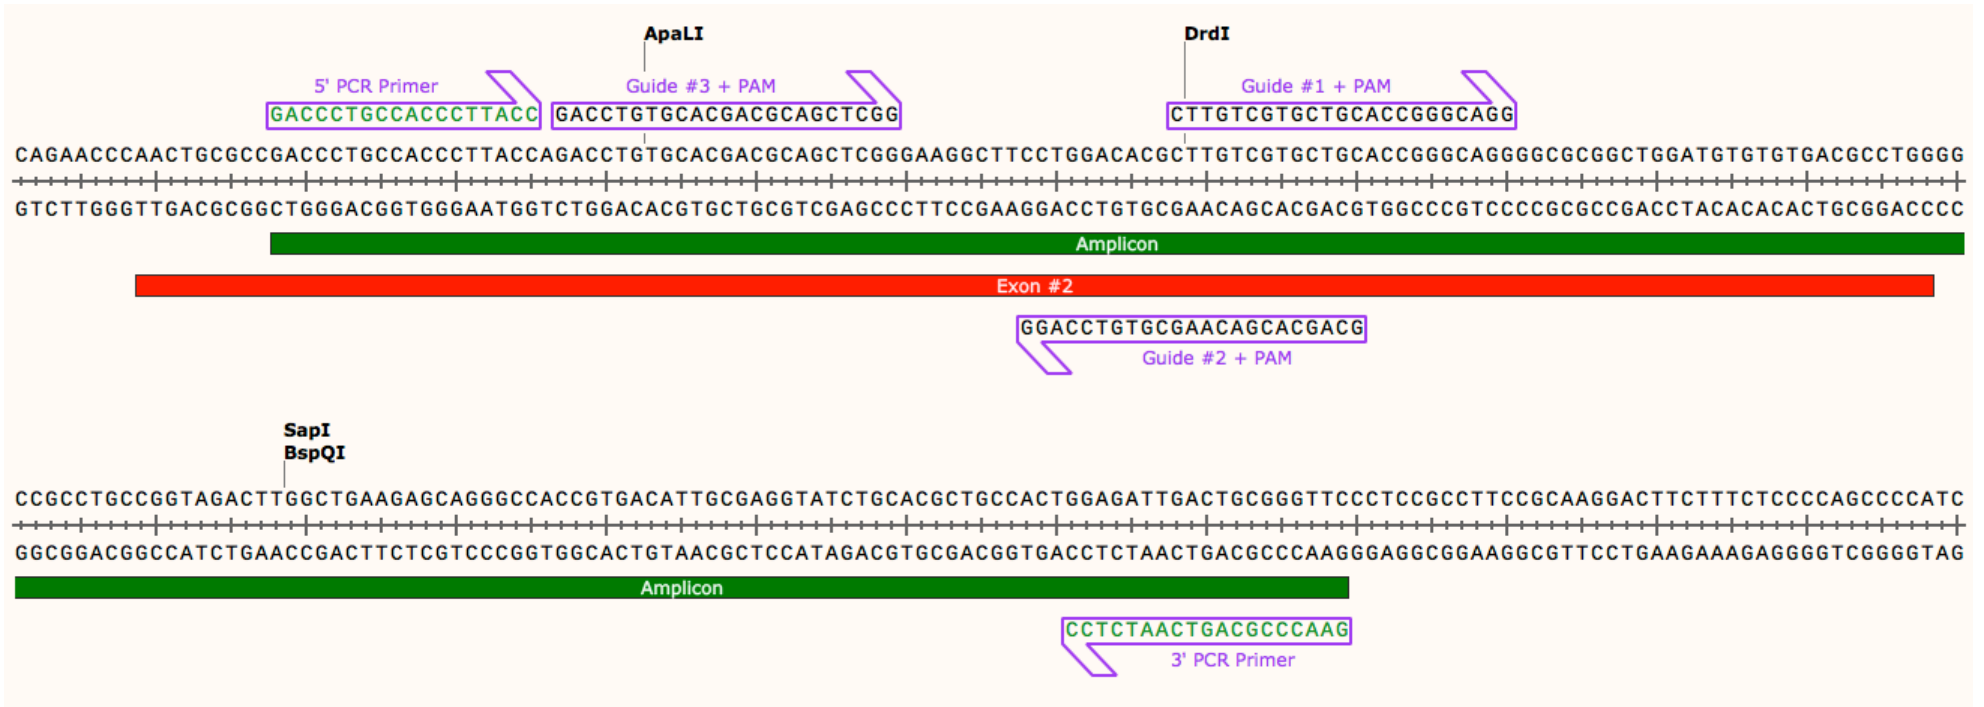 ApaLI DrdI
5' PCR Primer Guide #3 + PAM Guide #1 + PAM
GACCCTGCCACCCTTACC GACCTGTGCACGACGCAGCTCGG CTTGTCGTGCTGCACCGGGCAGG
CAGAACCCAACTGCGCCGACCCTGCCACCCTTACCAGACCTGTGCACGACGCAGCTCGGGAAGGCTTCCTGGACACGCTTGTCGTGCTGCACCGGGCAGGGGCGCGGCTGGATGTGTGTGACGCCTGGGG
GTCTTGGGTTGACGCGGCTGGGACGGTGGGAATGGTCTGGACACGTGCTGCGTCGAGCCCTTCCGAAGGACCTGTGCGAACAGCACGACGTGGCCCGTCCCCGCGCCGACCTACACACACTGCGGACCCC
Amplicon
Exon #2
GGACCTGTGCGAACAGCACGACG
Guide #2 + PAM
SapI
BspQI
CCGCCTGCCGGTAGACTTGGCTGAAGAGCAGGGCCACCGTGACATTGCGAGGTATCTGCACGCTGCCACTGGAGATTGACTGCGGGTTCCCTCCGCCTTCCGCAAGGACTTCTTTCTCCCCAGCCCCATC
GGCGGACGGCCATCTGAACCGACTTCTCGTCCCGGTGGCACTGTAACGCTCCATAGACGTGCGACGGTGACCTCTAACTGACGCCCAAGGGAGGCGGAAGGCGTTCCTGAAGAAAGAGGGGTCGGGGTAG
Amplicon
CCTCTAACTGACGCCCAAG
3' PCR Primer